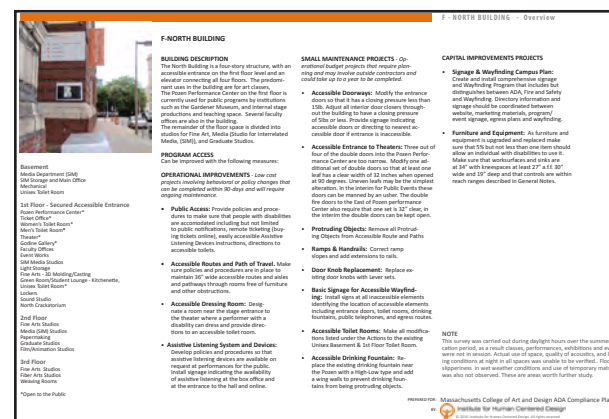 F - NORTH BUILDING - Overview
F-NORTH BUILDING
BUILDING DESCRIPTION
The North Building is a four-story structure, with an
accessible entrance on the first floor level and an
elevator connecting all four floors. The predomi-
nant uses in the building are for art classes,
The Pozen Performance Center on the first floor is
currently used for public programs by institutions
such as the Gardener Museum, and internal stage
productions and teaching space. Several faculty
offices are also in the building.
The remainder of the floor space is divided into
studios for Fine Art, Media (Studio for Interrelated
Media, (SIM)), and Graduate Studios.
PROGRAM ACCESS
Can be improved with the following measures:
OPERATIONAL IMPROVEMENTS - Low cost
projects involving behavioral or policy changes that
can be completed within 90 days and will require
ongoing maintenance.
• Public Access: Provide policies and proce-
dures to make sure that people with disabilities
are accomodated including but not limited
to public notifications, remote ticketing (buy-
ing tickets online), easily accessible Assistive
Listening Devices Instructions, directions to
accessible toilets.
• Accessible Routes and Path of Travel. Make
sure policies and procedures are in place to
maintain 36" wide accessible routes and aisles
and pathways through rooms free of furniture
and other obstructions.
• Accessible Dressing Room: Desig-
nate a room near the stage entrance to
the theater where a performer with a
disability can dress and provide direc-
tions to an accessible toilet room.
• Assistive Listening System and Devices:
Develop policies and procedures so that
assistive listening devices are available on
request at performances for the public.
Install signage indicating the availability
of assistive listening at the box office and
at the entrance to the hall and online.
Basement
Media Department (SIM)
SIM Storage and Main Office
Mechanical
Unisex Toilet Room
1st Floor - Secured Accessible Entrance
Pozen Performance Center*
Ticket Office*
Women's Toilet Room*
Men's Toilet Room*
Theater*
Godine Gallery*
Faculty Offices
Event Works
SIM Media Studios
Light Storage
Fine Arts - 3D Molding/Casting
Green Room/Student Lounge - Kitchenette,
Unisex Toilet Room*
Lockers
Sound Studio
North Crackatorium
2nd Floor
Fine Arts Studios
Media (SIM) Studios
Papermaking
Graduate Studios
Film/Animation Studios
3rd Floor
Fine Arts Studios
Fiber Arts Studios
Weaving Rooms
*Open to the Public
SMALL MAINTENANCE PROJECTS - Op-
erational budget projects that require plan-
ning and may involve outside contractors and
could take up to a year to be completed.
• Accessible Doorways: Modify the entrance
doors so that it has a closing pressure less than
15lb. Adjust all interior door closers through-
out the building to have a closing pressure
of 5lbs or less. Provide signage indicating
accessible doors or directing to nearest ac-
cessible door if entrance is inaccessible.
• Accessible Entrance to Theaters: Three out of
four of the double doors into the Pozen Perfor-
mance Center are too narrow. Modify one ad-
ditional set of double doors so that at least one
leaf has a clear width of 32 inches when opened
at 90 degrees. Uneven leafs may be the simplest
alteration. In the interim for Public Events these
doors can be manned by an usher. The double
fire doors to the East of Pozen performance
Center also require that one set is 32" clear, in
the interim the double doors can be kept open.
• Protruding Objects: Remove all Protrud-
ing Objects from Accessible Route and Paths
• Ramps & Handrails: Correct ramp
slopes and add extensions to rails.
• Door Knob Replacement: Replace ex-
isting door knobs with Lever sets.
• Basic Signage for Accessible Wayfind-
ing: Install signs at all inaccessible elements
identifying the location of accessible elements
including entrance doors, toilet rooms, drinking
fountains, public telephones, and egress routes.
• Accessible Toilet Rooms: Make all modifica-
tions listed under the Actions to the existing
Unisex Basement & 1st Floor Toilet Room.
• Accessible Drinking Fountain: Re-
place the existing drinking fountain near
the Pozen with a High-Low type and add
a wing walls to prevent drinking foun-
tains from being protruding objects.
CAPITAL IMPROVEMENTS PROJECTS
• Signage & Wayfinding Campus Plan:
Create and install comprehensive signage
and Wayfinding Program that includes but
distinguishes between ADA, Fire and Safety
and Wayfinding. Directory information and
signage should be coordinated between
website, marketing materials, program/
event signage, egress plans and wayfinding.
• Furniture and Equipment: As furniture and
equipment is upgraded and replaced make
sure that 5% but not less than one item should
allow an individual with disabilities to use it.
Make sure that worksurfaces and sinks are
at 34" with kneespaces at least 27" a.f.f. 30"
wide and 19" deep and that controls are within
reach ranges described in General Notes.
NOTE
This survey was carried out during daylight hours over the summe
cation period, as a result classes, performances, exhibitions and ev
were not in session. Actual use of space, quality of acoustics, and l
ing conditions at night in all spaces was unable to be verified. Floo
slipperiness in wet weather conditions and use of temporary mats
was also not observed. These are areas worth further study.
PREPARED FOR: Massachusetts College of Art and Design ADA Compliance Pla
BY: Institute for Human Centered Design